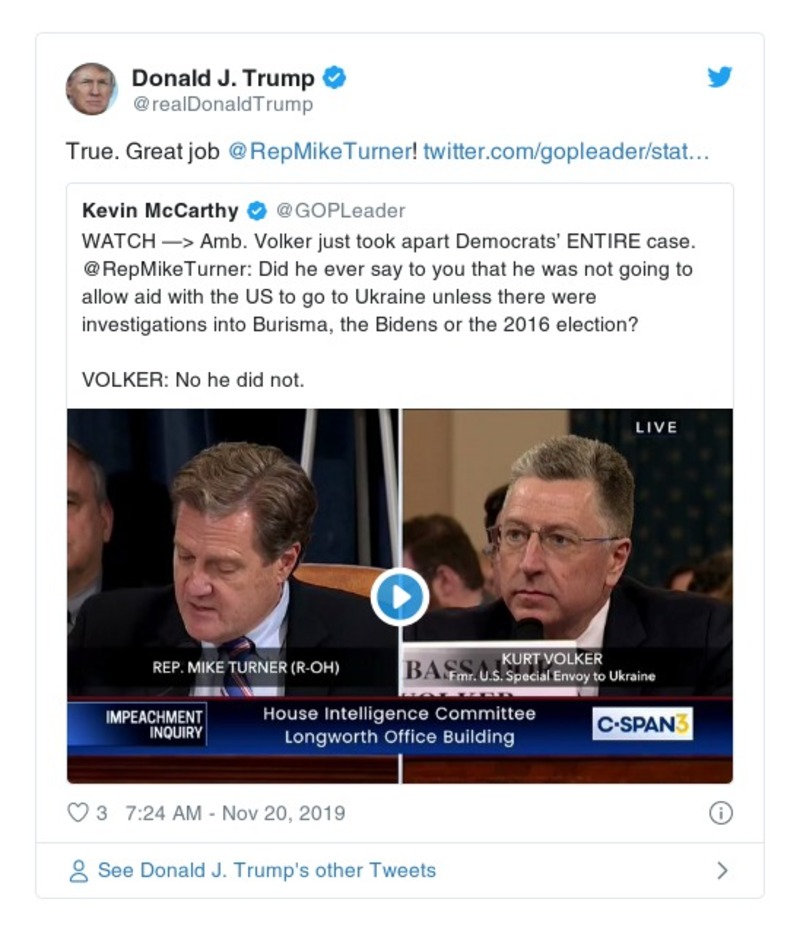 Donald J. Trump
@realDonaldTrump
True. Great job @RepMikeTurner! twitter.com/gopleader/stat…
Kevin McCarthy @GOPLeader
WATCH —> Amb. Volker just took apart Democrats’ ENTIRE case.
@RepMikeTurner: Did he ever say to you that he was not going to
allow aid with the US to go to Ukraine unless there were
investigations into Burisma, the Bidens or the 2016 election?
VOLKER: No he did not.
LIVE
REP. MIKE TURNER (R-OH)
BASSADOR
KURT VOLKER
Fmr. U.S. Special Envoy to Ukraine
VOLKER
IMPEACHMENT
INQUIRY
House Intelligence Committee
Longworth Office Building
C-SPAN3
3 7:24 AM - Nov 20, 2019
See Donald J. Trump's other Tweets